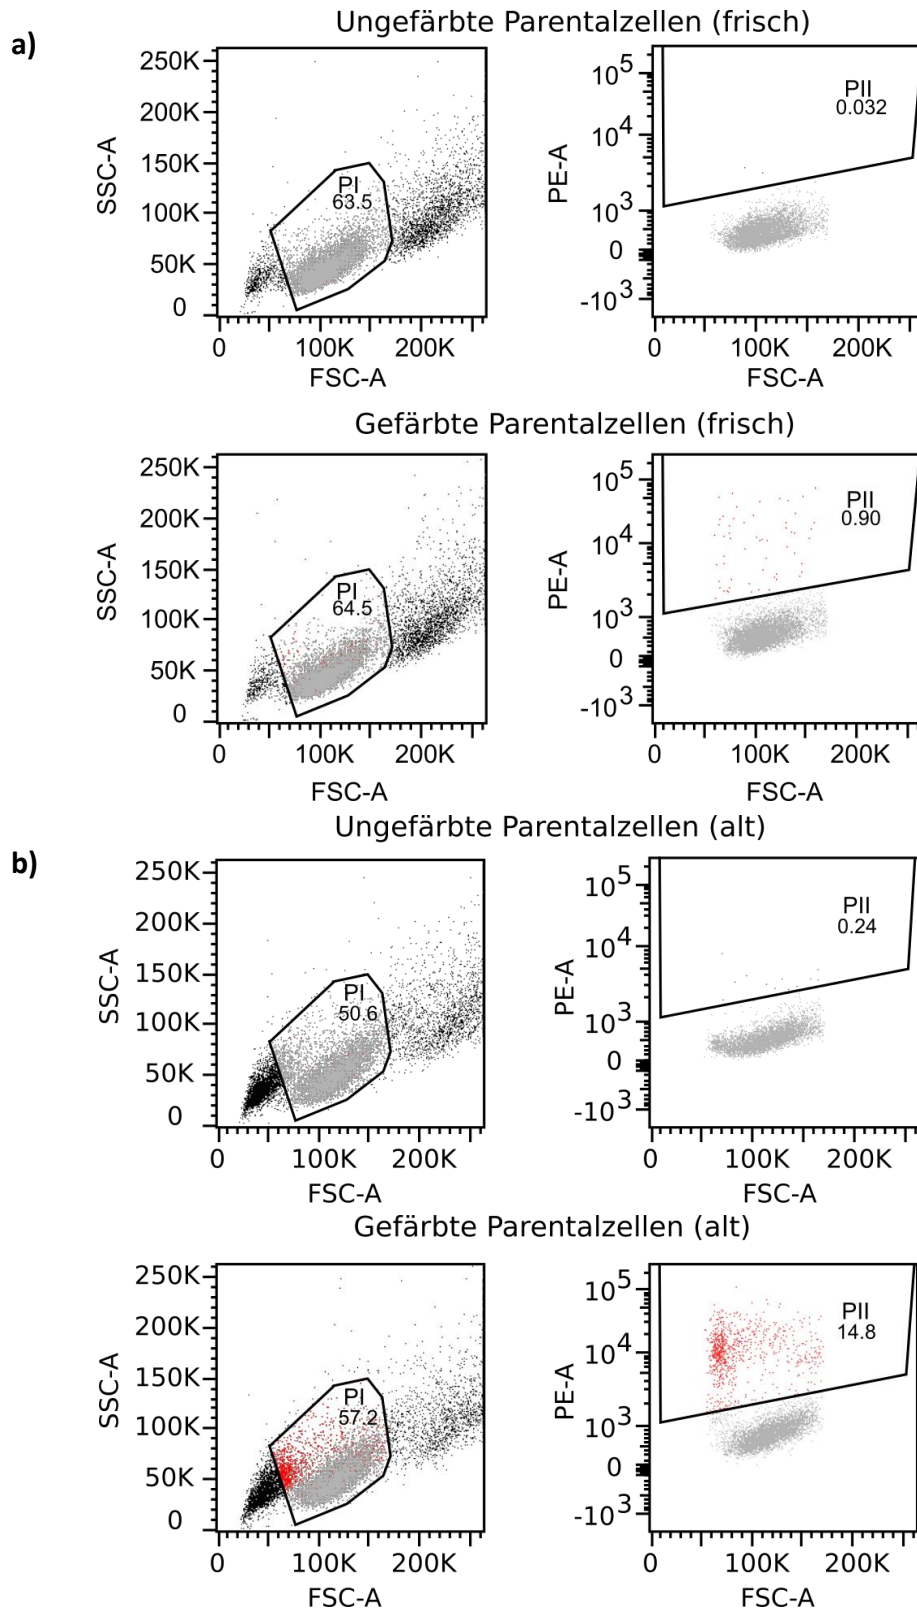 a)
Ungefärbte Parentalzellen (frisch)
250K
200K
150K
100K
50K
0
SSC-A
PI
63.5
0 100K 200K
FSC-A
10^5
10^4
10^3
0
-10^3
PE-A
PII
0.032
0 100K 200K
FSC-A
Gefärbte Parentalzellen (frisch)
250K
200K
150K
100K
50K
0
SSC-A
PI
64.5
0 100K 200K
FSC-A
10^5
10^4
10^3
0
-10^3
PE-A
PII
0.90
0 100K 200K
FSC-A
b)
Ungefärbte Parentalzellen (alt)
250K
200K
150K
100K
50K
0
SSC-A
PI
50.6
0 100K 200K
FSC-A
10^5
10^4
10^3
0
-10^3
PE-A
PII
0.24
0 100K 200K
FSC-A
Gefärbte Parentalzellen (alt)
250K
200K
150K
100K
50K
0
SSC-A
PI
57.2
0 100K 200K
FSC-A
10^5
10^4
10^3
0
-10^3
PE-A
PII
14.8
0 100K 200K
FSC-A